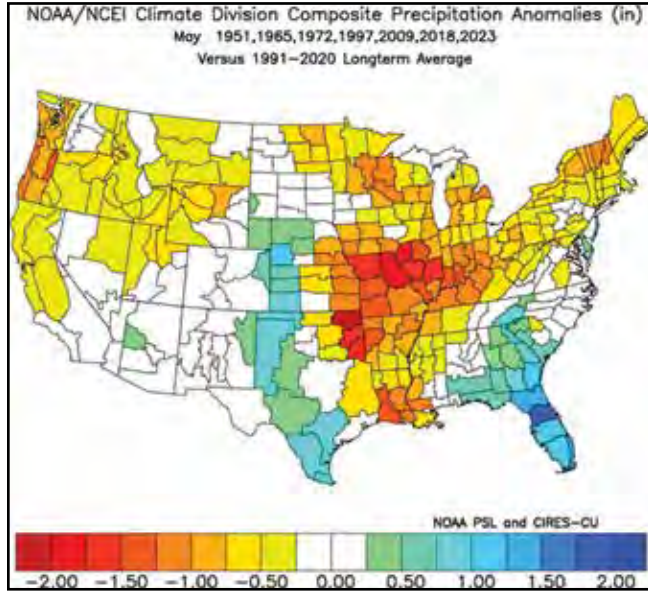 NOAA/NCEI Climate Division Composite Precipitation Anomalies (in)
May 1951,1965,1972,1997,2009,2018,2023
Versus 1991−2020 Longterm Average
NOAA PSL and CIRES−CU
−2.00 −1.50 −1.00 −0.50 0.00 0.50 1.00 1.50 2.00